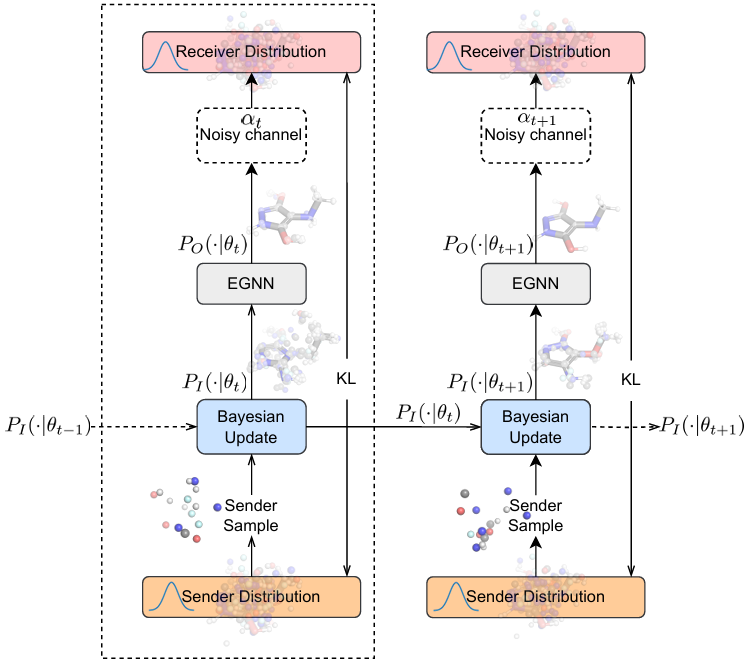 Receiver Distribution
α_t
Noisy channel
P_O(·|θ_t)
EGNN
P_I(·|θ_t)
KL
P_I(·|θ_{t−1})
Bayesian
Update
P_I(·|θ_t)
Sender
Sample
Sender Distribution
Receiver Distribution
α_{t+1}
Noisy channel
P_O(·|θ_{t+1})
EGNN
P_I(·|θ_{t+1})
KL
Bayesian
Update
P_I(·|θ_{t+1})
Sender
Sample
Sender Distribution